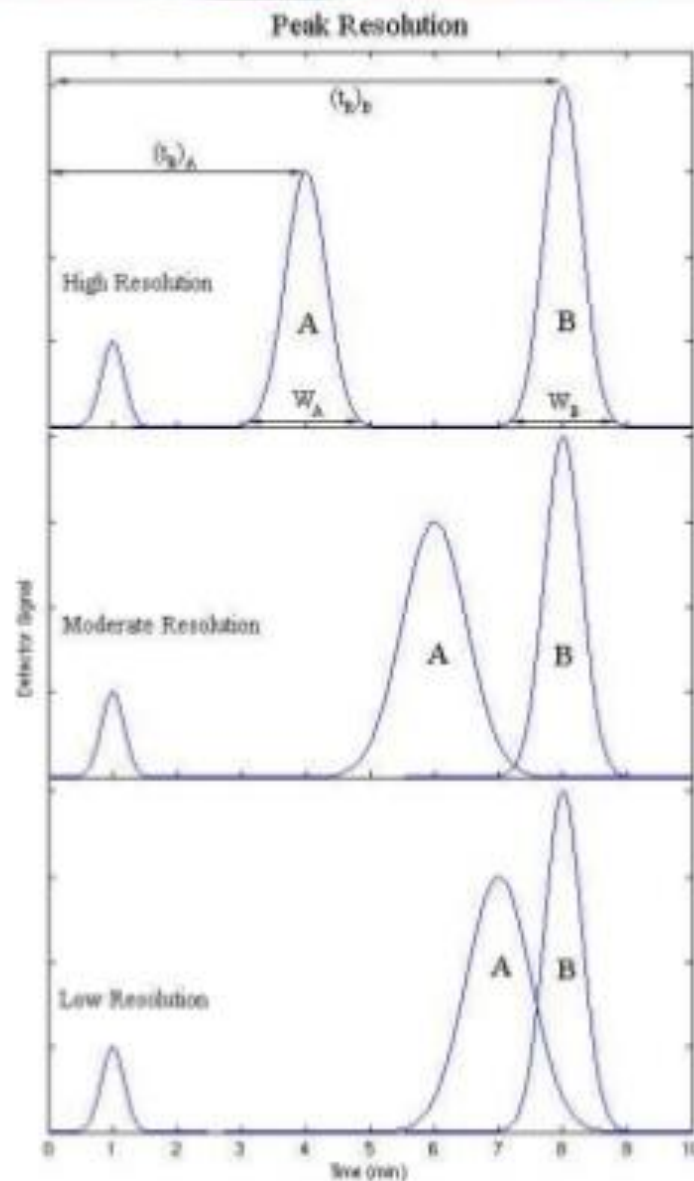 Peak Resolution
(tR)B
(tR)A
High Resolution
A
B
WA
WB
Moderate Resolution
A
B
Detector Signal
Low Resolution
A
B
0 1 2 3 4 5 6 7 8 9 10
Time (min)